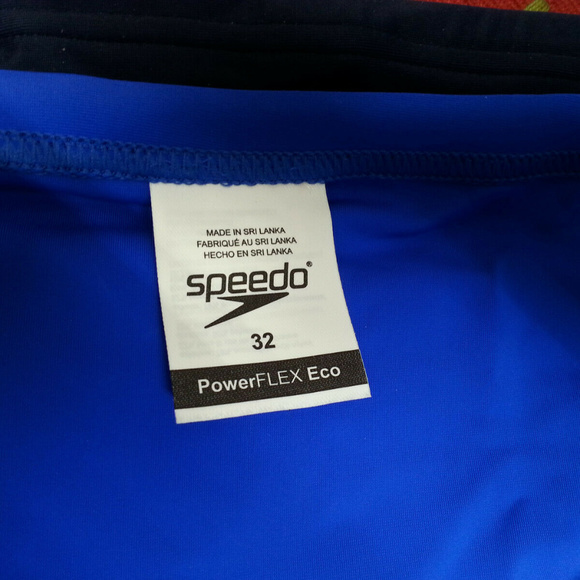 MADE IN SRI LANKA
FABRIQUÉ AU SRI LANKA
HECHO EN SRI LANKA
speedo®
32
PowerFLEX Eco